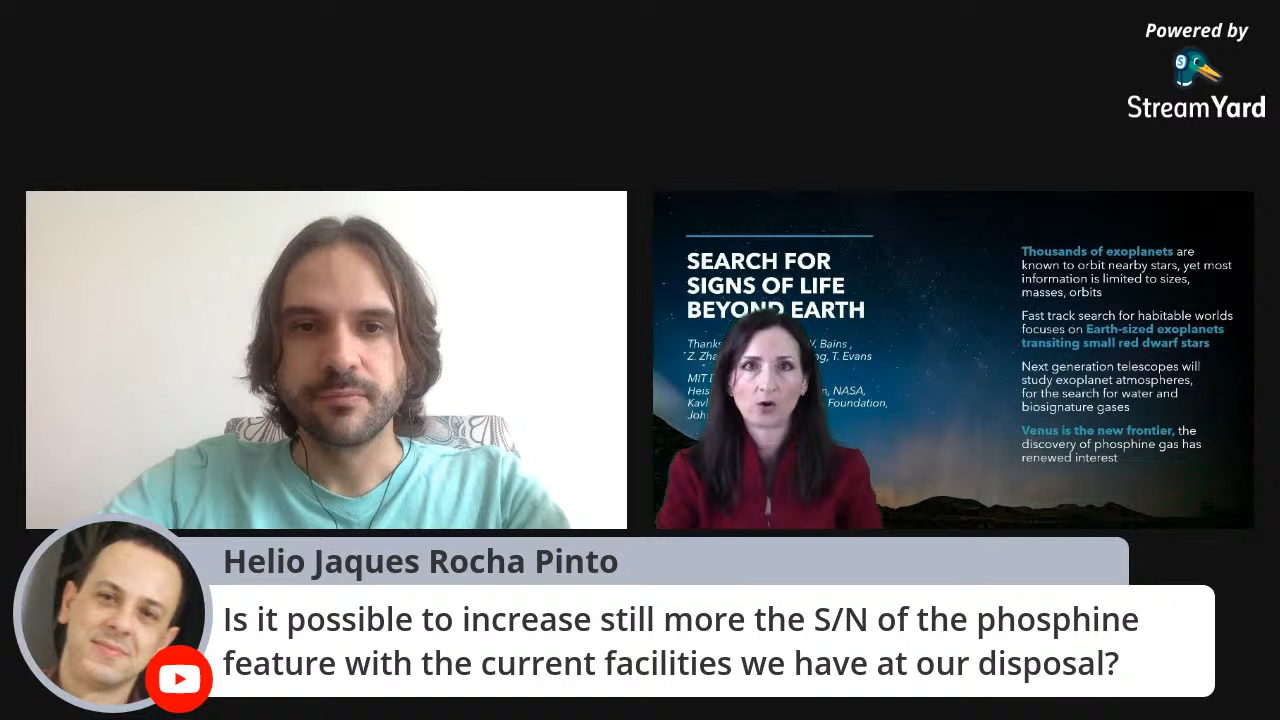 Powered by
StreamYard
SEARCH FOR
SIGNS OF LIFE
BEYOND EARTH
Bains,
Z. T. Evans
MIT
NASA,
Foundation,
Thousands of exoplanets are
known to orbit nearby stars, yet most
information is limited to sizes,
masses, orbits
Fast track search for habitable worlds
focuses on Earth-sized exoplanets
transiting small red dwarf stars
Next generation telescopes will
study exoplanet atmospheres,
for the search for water and
biosignature gases
Venus is the new frontier, the
discovery of phosphine gas has
renewed interest
Helio Jaques Rocha Pinto
Is it possible to increase still more the S/N of the phosphine
feature with the current facilities we have at our disposal?